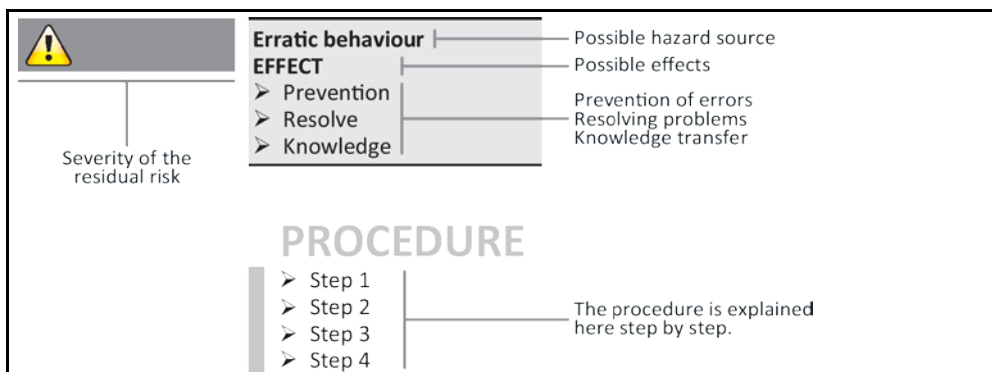 Erratic behaviour
Possible hazard source
EFFECT
Possible effects
➢ Prevention
➢ Resolve
➢ Knowledge
Prevention of errors
Resolving problems
Knowledge transfer
Severity of the
residual risk
PROCEDURE
➢ Step 1
➢ Step 2
➢ Step 3
➢ Step 4
The procedure is explained
here step by step.